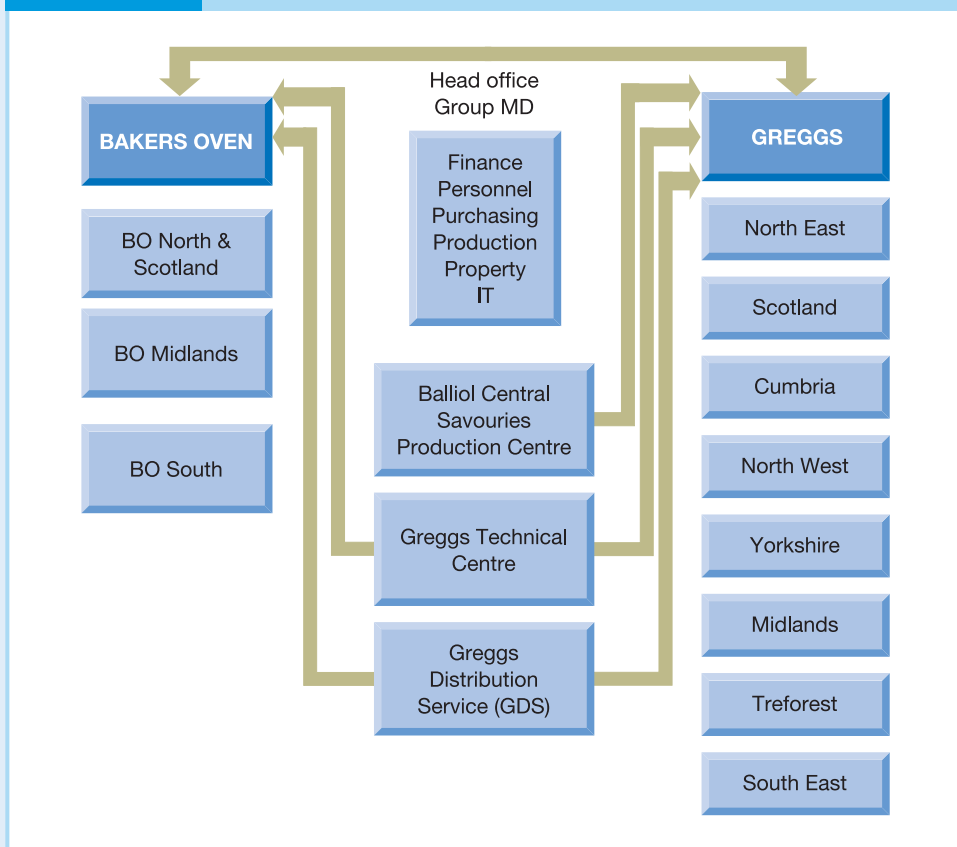 Head office
Group MD
BAKERS OVEN
GREGGS
Finance
Personnel
Purchasing
Production
Property
IT
BO North &
Scotland
BO Midlands
BO South
Balliol Central
Savouries
Production Centre
Greggs Technical
Centre
Greggs
Distribution
Service (GDS)
North East
Scotland
Cumbria
North West
Yorkshire
Midlands
Treforest
South East